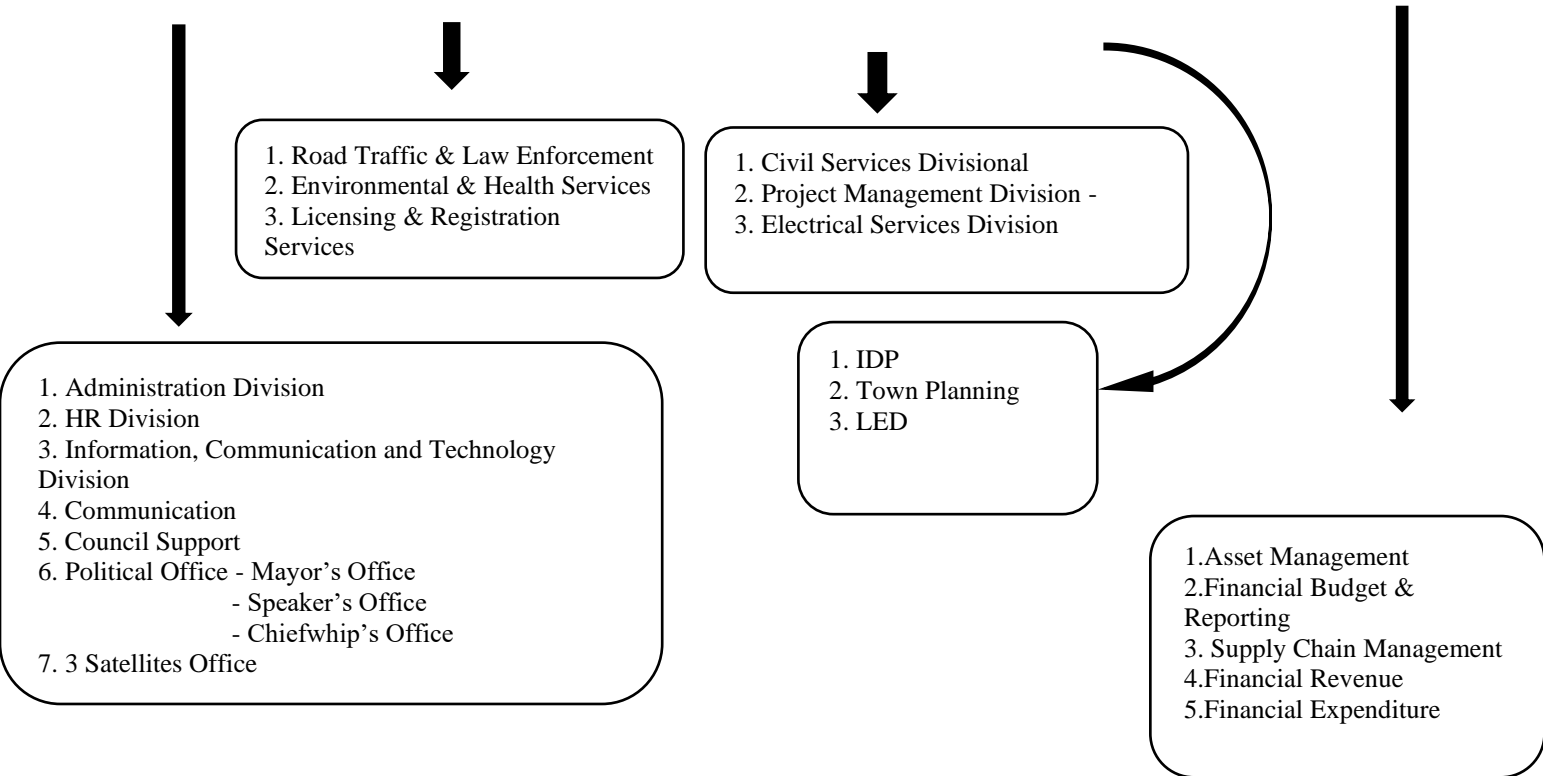 1. Road Traffic & Law Enforcement
2. Environmental & Health Services
3. Licensing & Registration
Services
1. Civil Services Divisional
2. Project Management Division -
3. Electrical Services Division
1. Administration Division
2. HR Division
3. Information, Communication and Technology
Division
4. Communication
5. Council Support
6. Political Office - Mayor’s Office
- Speaker’s Office
- Chiefwhip’s Office
7. 3 Satellites Office
1. IDP
2. Town Planning
3. LED
1.Asset Management
2.Financial Budget &
Reporting
3. Supply Chain Management
4.Financial Revenue
5.Financial Expenditure